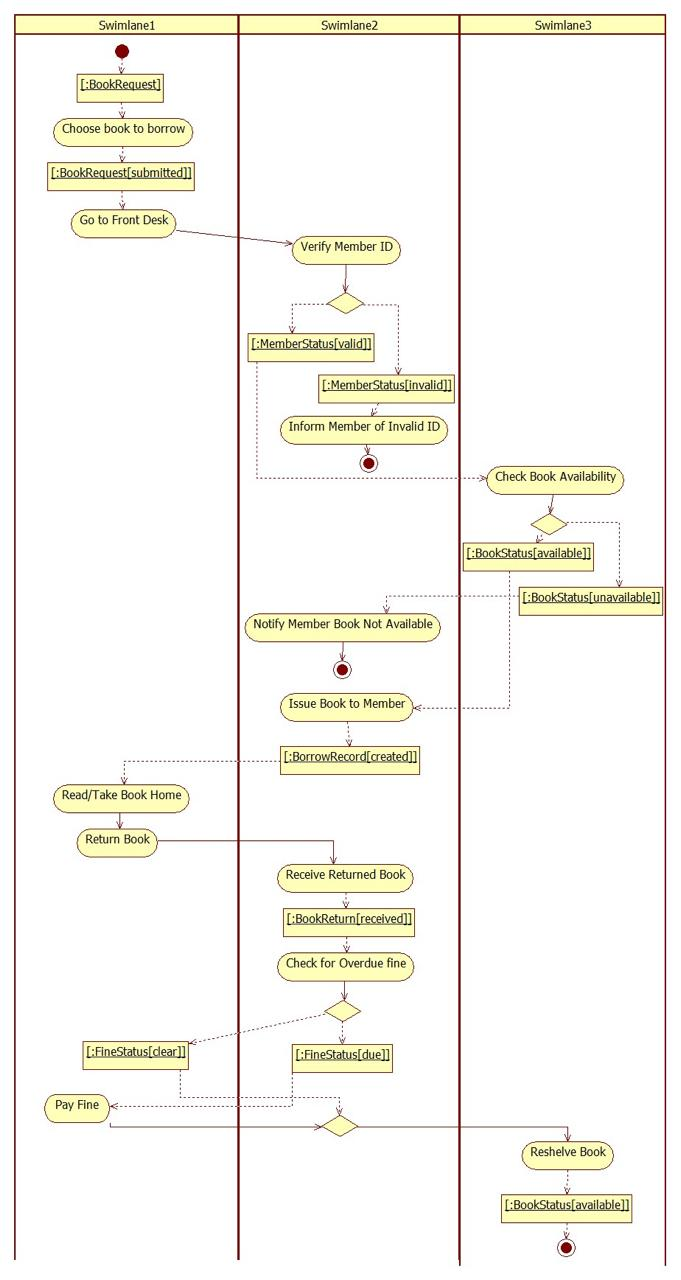 Swimlane1
Swimlane2
Swimlane3
[:BookRequest]
Choose book to borrow
[:BookRequest[submitted]]
Go to Front Desk
Verify Member ID
[:MemberStatus[valid]]
[:MemberStatus[invalid]]
Inform Member of Invalid ID
Check Book Availability
[:BookStatus[available]]
[:BookStatus[unavailable]]
Notify Member Book Not Available
Issue Book to Member
[:BorrowRecord[created]]
Read/Take Book Home
Return Book
Receive Returned Book
[:BookReturn[received]]
Check for Overdue fine
[:FineStatus[clear]]
[:FineStatus[due]]
Pay Fine
Reshelve Book
[:BookStatus[available]]